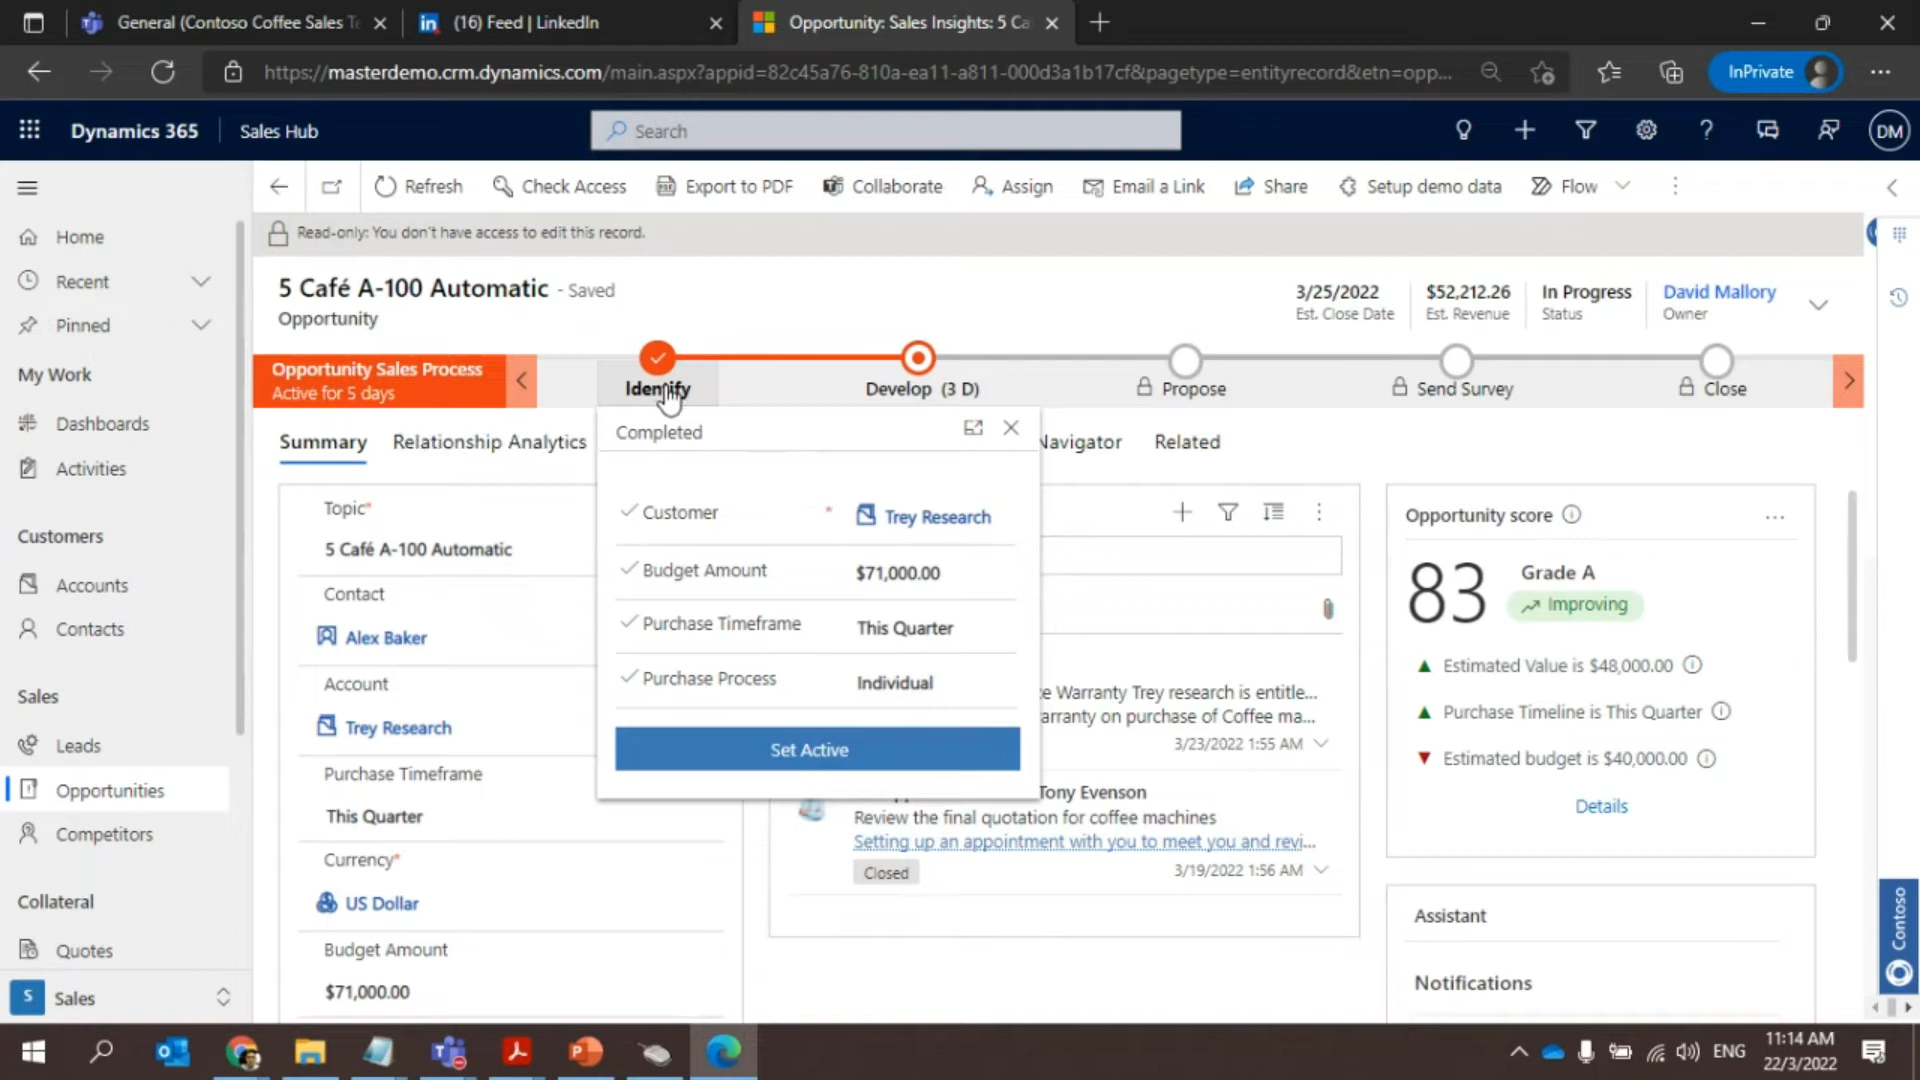 General (Contoso Coffee Sales Te
(16) Feed | LinkedIn
Opportunity: Sales Insights: 5 Ca
https://masterdemo.crm.dynamics.com/main.aspx?appid=82c45a76-810a-ea11-a811-000d3a1b17cf&pagetype=entityrecord&etn=opp...
InPrivate
Dynamics 365
Sales Hub
Search
DM
Refresh
Check Access
Export to PDF
Collaborate
Assign
Email a Link
Share
Setup demo data
Flow
Read-only: You don't have access to edit this record.
Home
Recent
Pinned
My Work
Dashboards
Activities
Customers
Accounts
Contacts
Sales
Leads
Opportunities
Competitors
Collateral
Quotes
S
Sales
5 Café A-100 Automatic - Saved
Opportunity
3/25/2022
Est. Close Date
$52,212.26
Est. Revenue
In Progress
Status
David Mallory
Owner
Opportunity Sales Process
Active for 5 days
Identify
Develop (3 D)
Propose
Send Survey
Close
Summary
Relationship Analytics
Navigator
Related
Completed
Customer *
Trey Research
Budget Amount
$71,000.00
Purchase Timeframe
This Quarter
Purchase Process
Individual
Set Active
Topic*
5 Café A-100 Automatic
Contact
Alex Baker
Account
Trey Research
Purchase Timeframe
This Quarter
Currency*
US Dollar
Budget Amount
$71,000.00
Warranty Trey research is entitle...
arranty on purchase of Coffee ma...
3/23/2022 1:55 AM
Tony Evenson
Review the final quotation for coffee machines
Setting up an appointment with you to meet you and revi...
Closed
3/19/2022 1:56 AM
Opportunity score
83
Grade A
Improving
Estimated Value is $48,000.00
Purchase Timeline is This Quarter
Estimated budget is $40,000.00
Details
Assistant
Notifications
Contoso
ENG
11:14 AM
22/3/2022